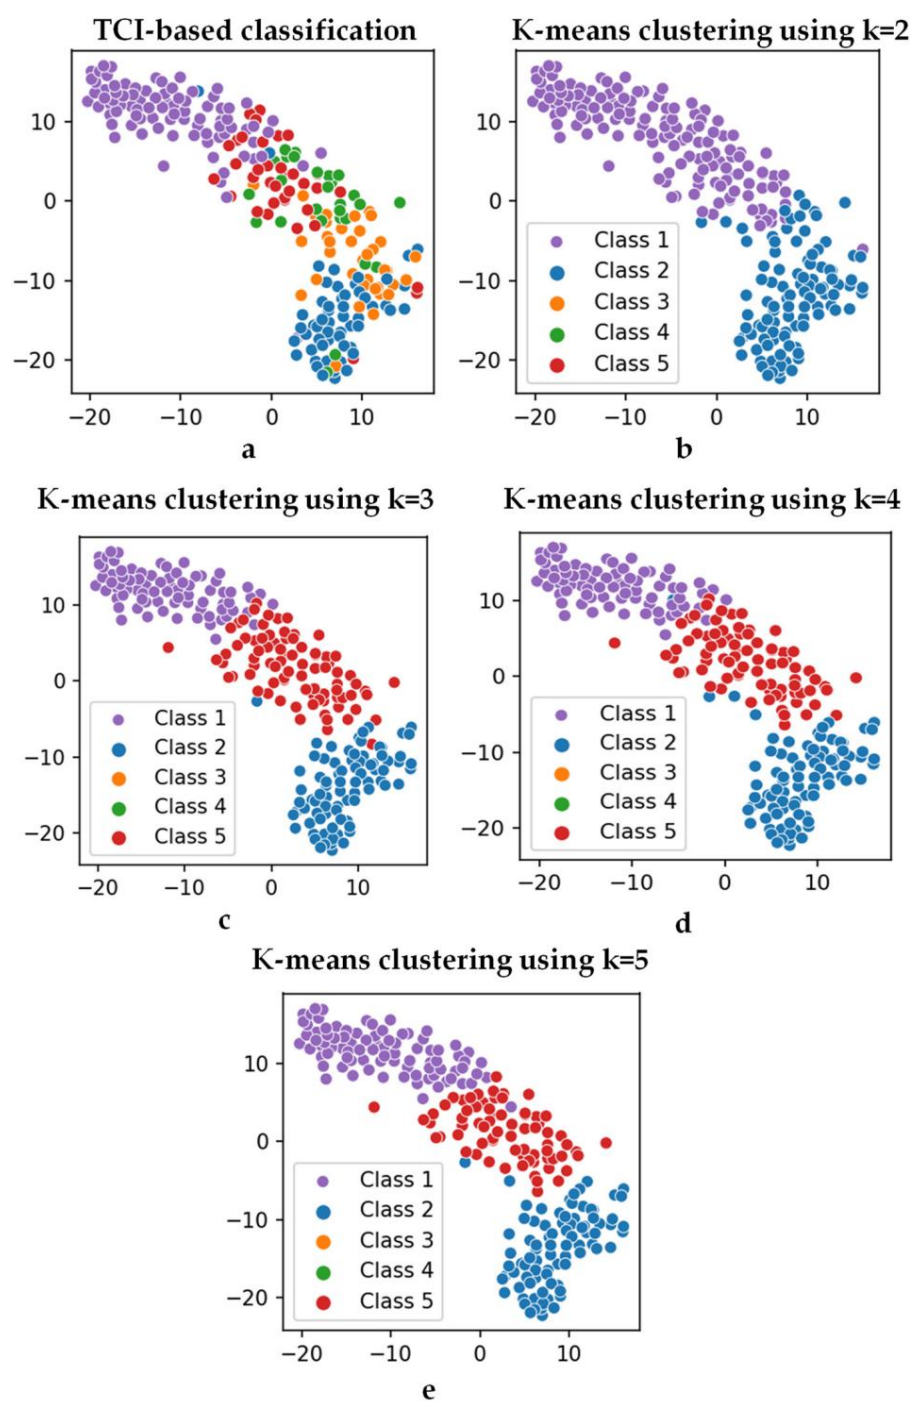 TCI-based classification
K-means clustering using k=2
10
0
−10
−20
−20 −10 0 10
a
10
0
−10
−20
Class 1
Class 2
Class 3
Class 4
Class 5
−20 −10 0 10
b
K-means clustering using k=3
K-means clustering using k=4
10
0
−10
−20
Class 1
Class 2
Class 3
Class 4
Class 5
−20 −10 0 10
c
10
0
−10
−20
Class 1
Class 2
Class 3
Class 4
Class 5
−20 −10 0 10
d
K-means clustering using k=5
10
0
−10
−20
Class 1
Class 2
Class 3
Class 4
Class 5
−20 −10 0 10
e